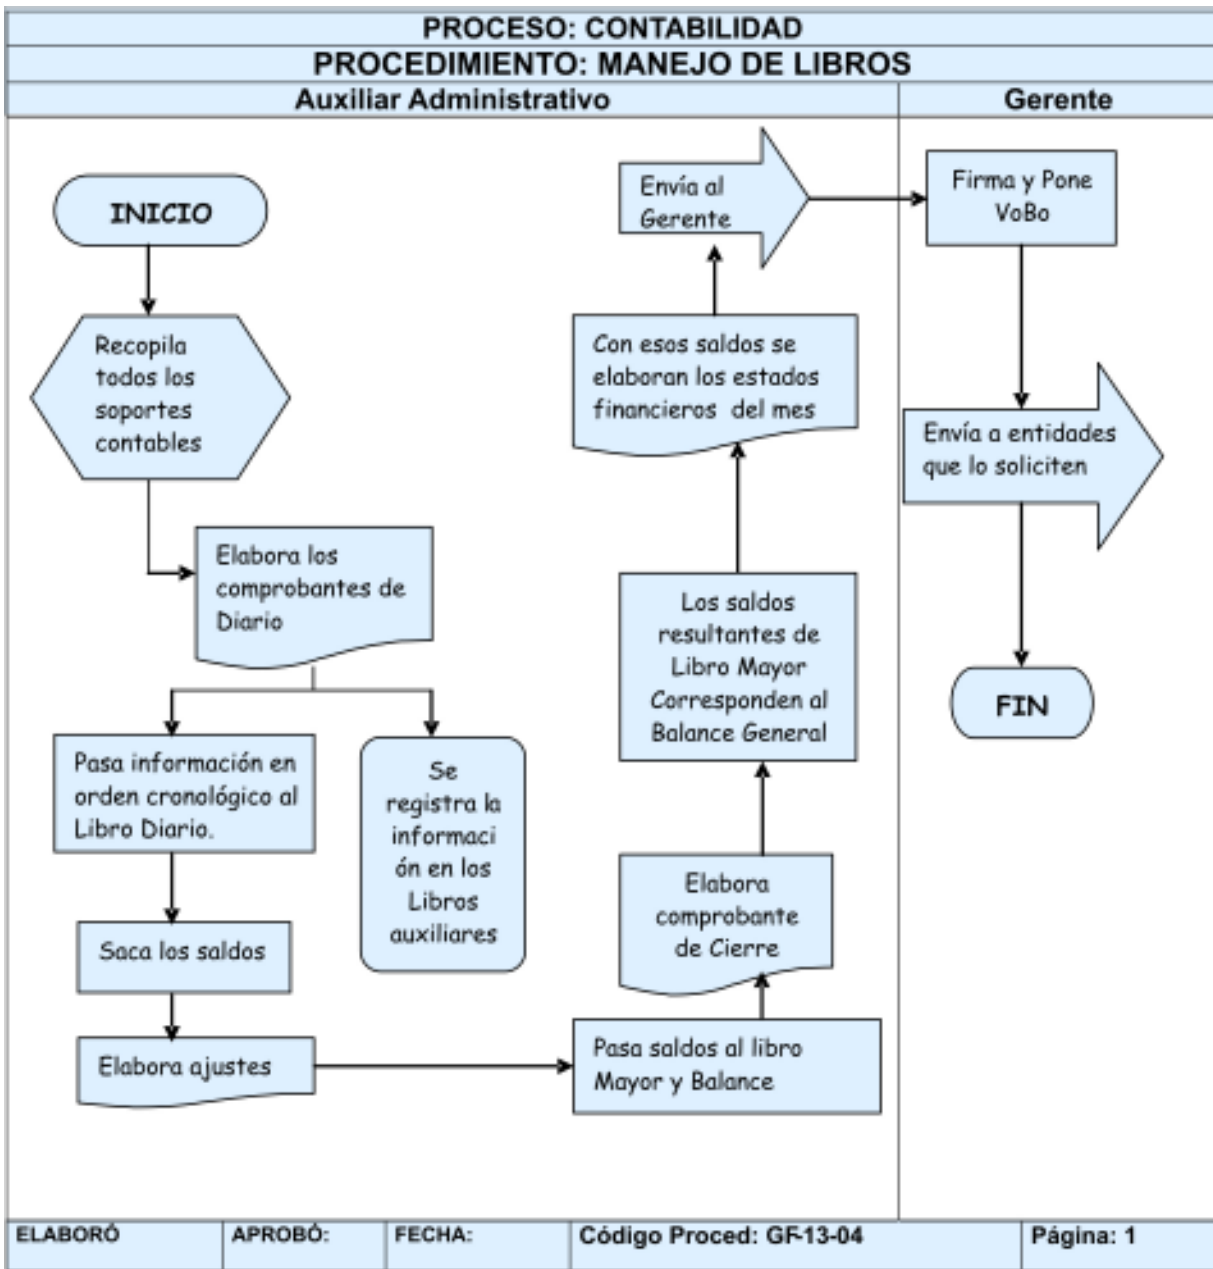 PROCESO: CONTABILIDAD
PROCEDIMIENTO: MANEJO DE LIBROS
Auxiliar Administrativo
Gerente
INICIO
Recopila
todos los
soportes
contables
Elabora los
comprobantes de
Diario
Pasa información en
orden cronológico al
Libro Diario.
Se
registra la
informaci
ón en los
Libros
auxiliares
Saca los saldos
Elabora ajustes
Pasa saldos al libro
Mayor y Balance
Elabora
comprobante
de Cierre
Los saldos
resultantes de
Libro Mayor
Corresponden al
Balance General
Con esos saldos se
elaboran los estados
financieros del mes
Envía al
Gerente
Firma y Pone
VoBo
Envía a entidades
que lo soliciten
FIN
ELABORÓ
APROBÓ:
FECHA:
Código Proced: GF-13-04
Página: 1